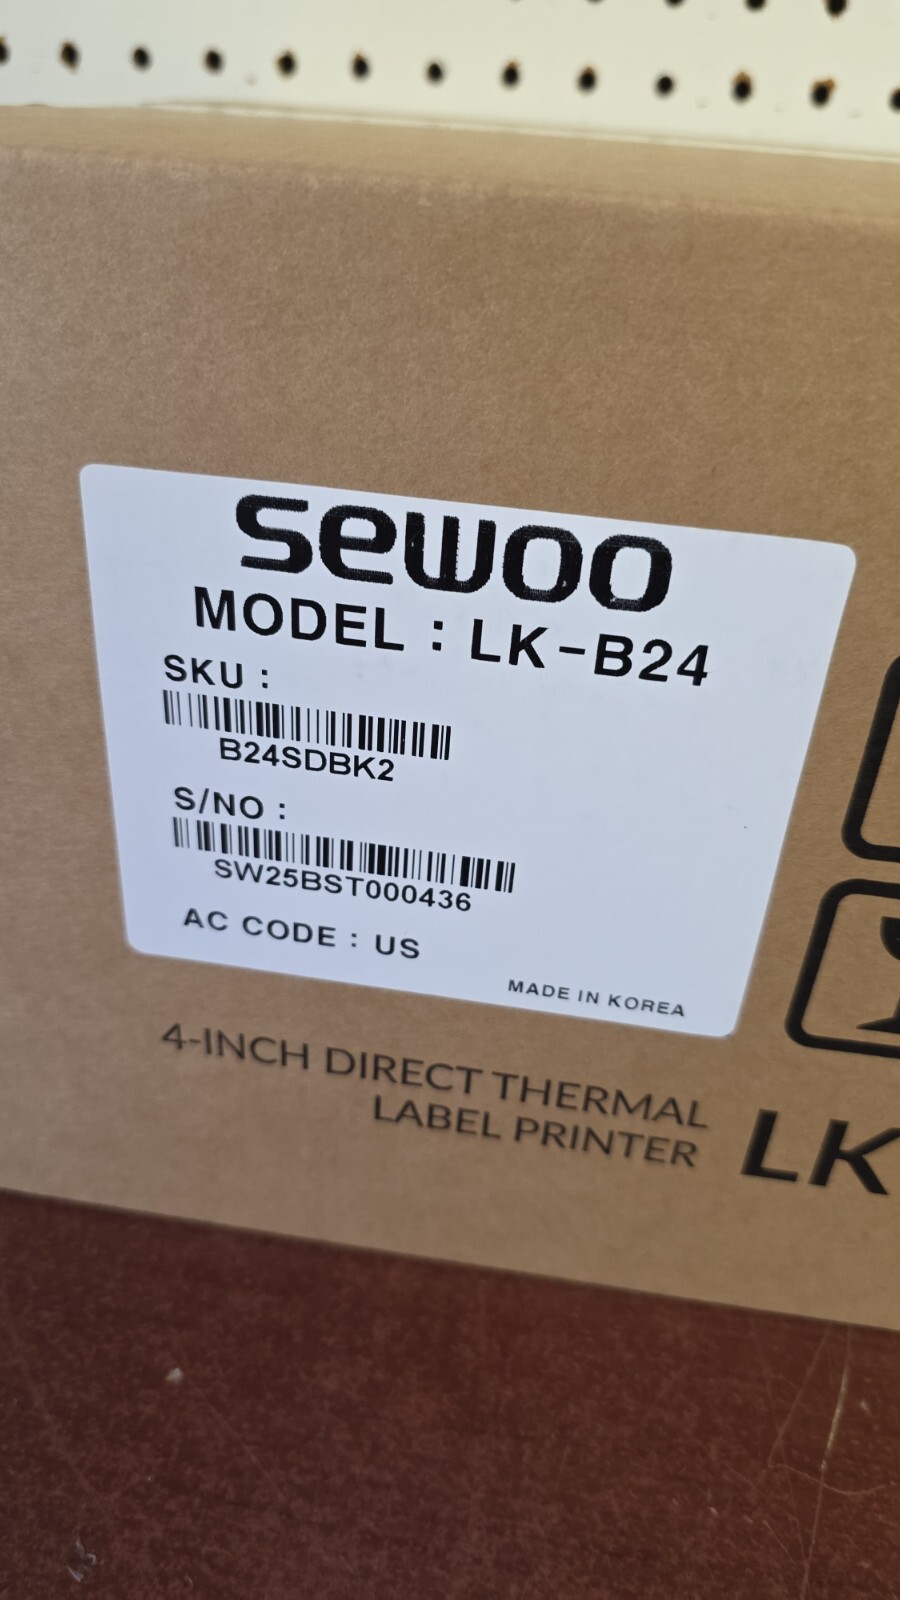 sewoo
MODEL : LK-B24
SKU :
B24SDBK2
S/NO :
SW25BST000436
AC CODE : US
MADE IN KOREA
4-INCH DIRECT THERMAL
LABEL PRINTER
LK